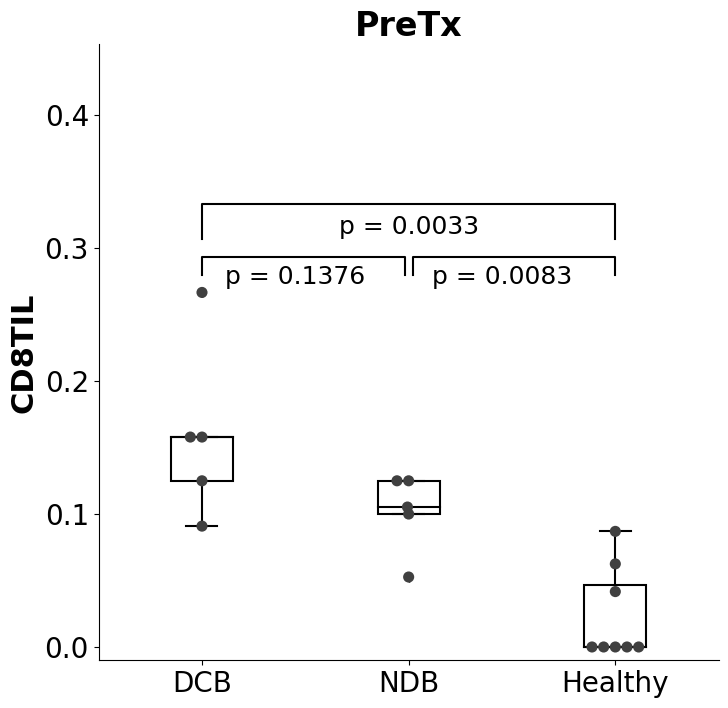 PreTx
CD8TIL
0.4
0.3
0.2
0.1
0.0
p = 0.0033
p = 0.1376
p = 0.0083
DCB
NDB
Healthy